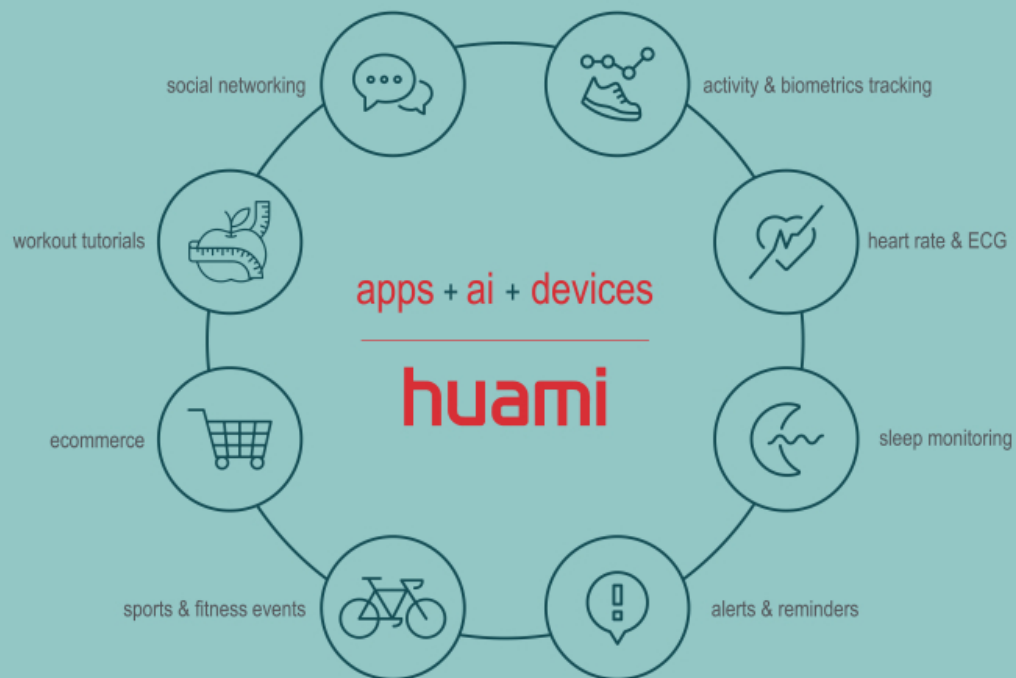 social networking
activity & biometrics tracking
workout tutorials
heart rate & ECG
apps + ai + devices
huami
ecommerce
sleep monitoring
sports & fitness events
alerts & reminders